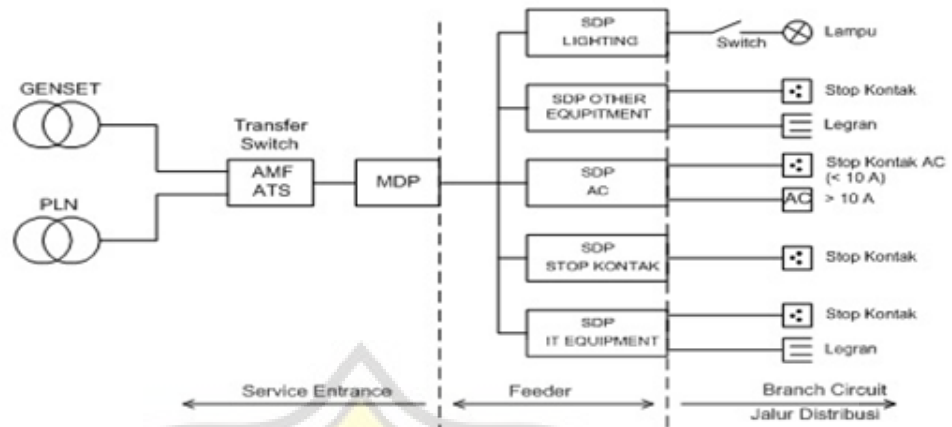 GENSET
PLN
Transfer
Switch
AMF
ATS
MDP
SDP
LIGHTING
Switch
Lampu
SDP OTHER
EQUPITMENT
Stop Kontak
Legran
SDP
AC
Stop Kontak AC
(< 10 A)
AC
> 10 A
SDP
STOP KONTAK
Stop Kontak
SDP
IT EQUIPMENT
Stop Kontak
Legran
Service Entrance
Feeder
Branch Circuit
Jalur Distribusi